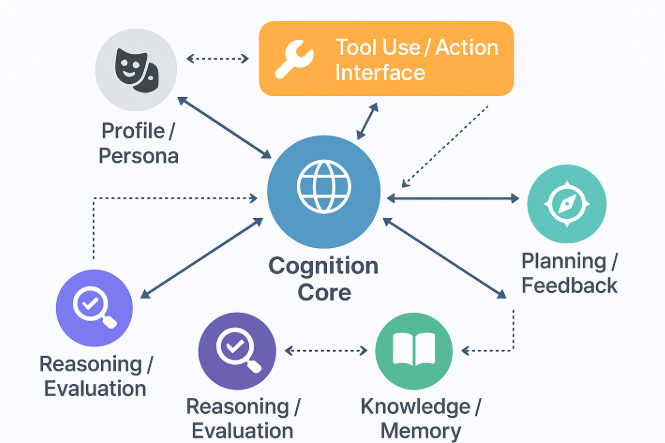 Tool Use / Action
Interface
Profile /
Persona
Cognition
Core
Planning /
Feedback
Reasoning /
Evaluation
Reasoning /
Evaluation
Knowledge /
Memory